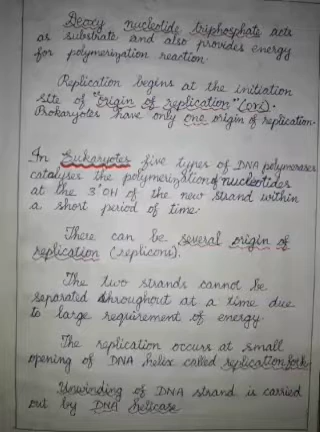 Deoxy nucleotide triphosphate acts
as substrate and also provides energy
for polymerization reaction.
Replication begins at the initiation
site of "Origin of replication" (ori).
Prokaryotes have only one origin of replication.
In Eukaryotes five types of DNA polymerases
catalyses the polymerization of nucleotides
at the 3'OH of the new strand within
a short period of time.
There can be several origin of
replication (replicons).
The two strands cannot be
separated throughout at a time due
to large requirement of energy.
The replication occurs at small
opening of DNA helix called replication fork.
Unwinding of DNA strand is carried
out by DNA helicase